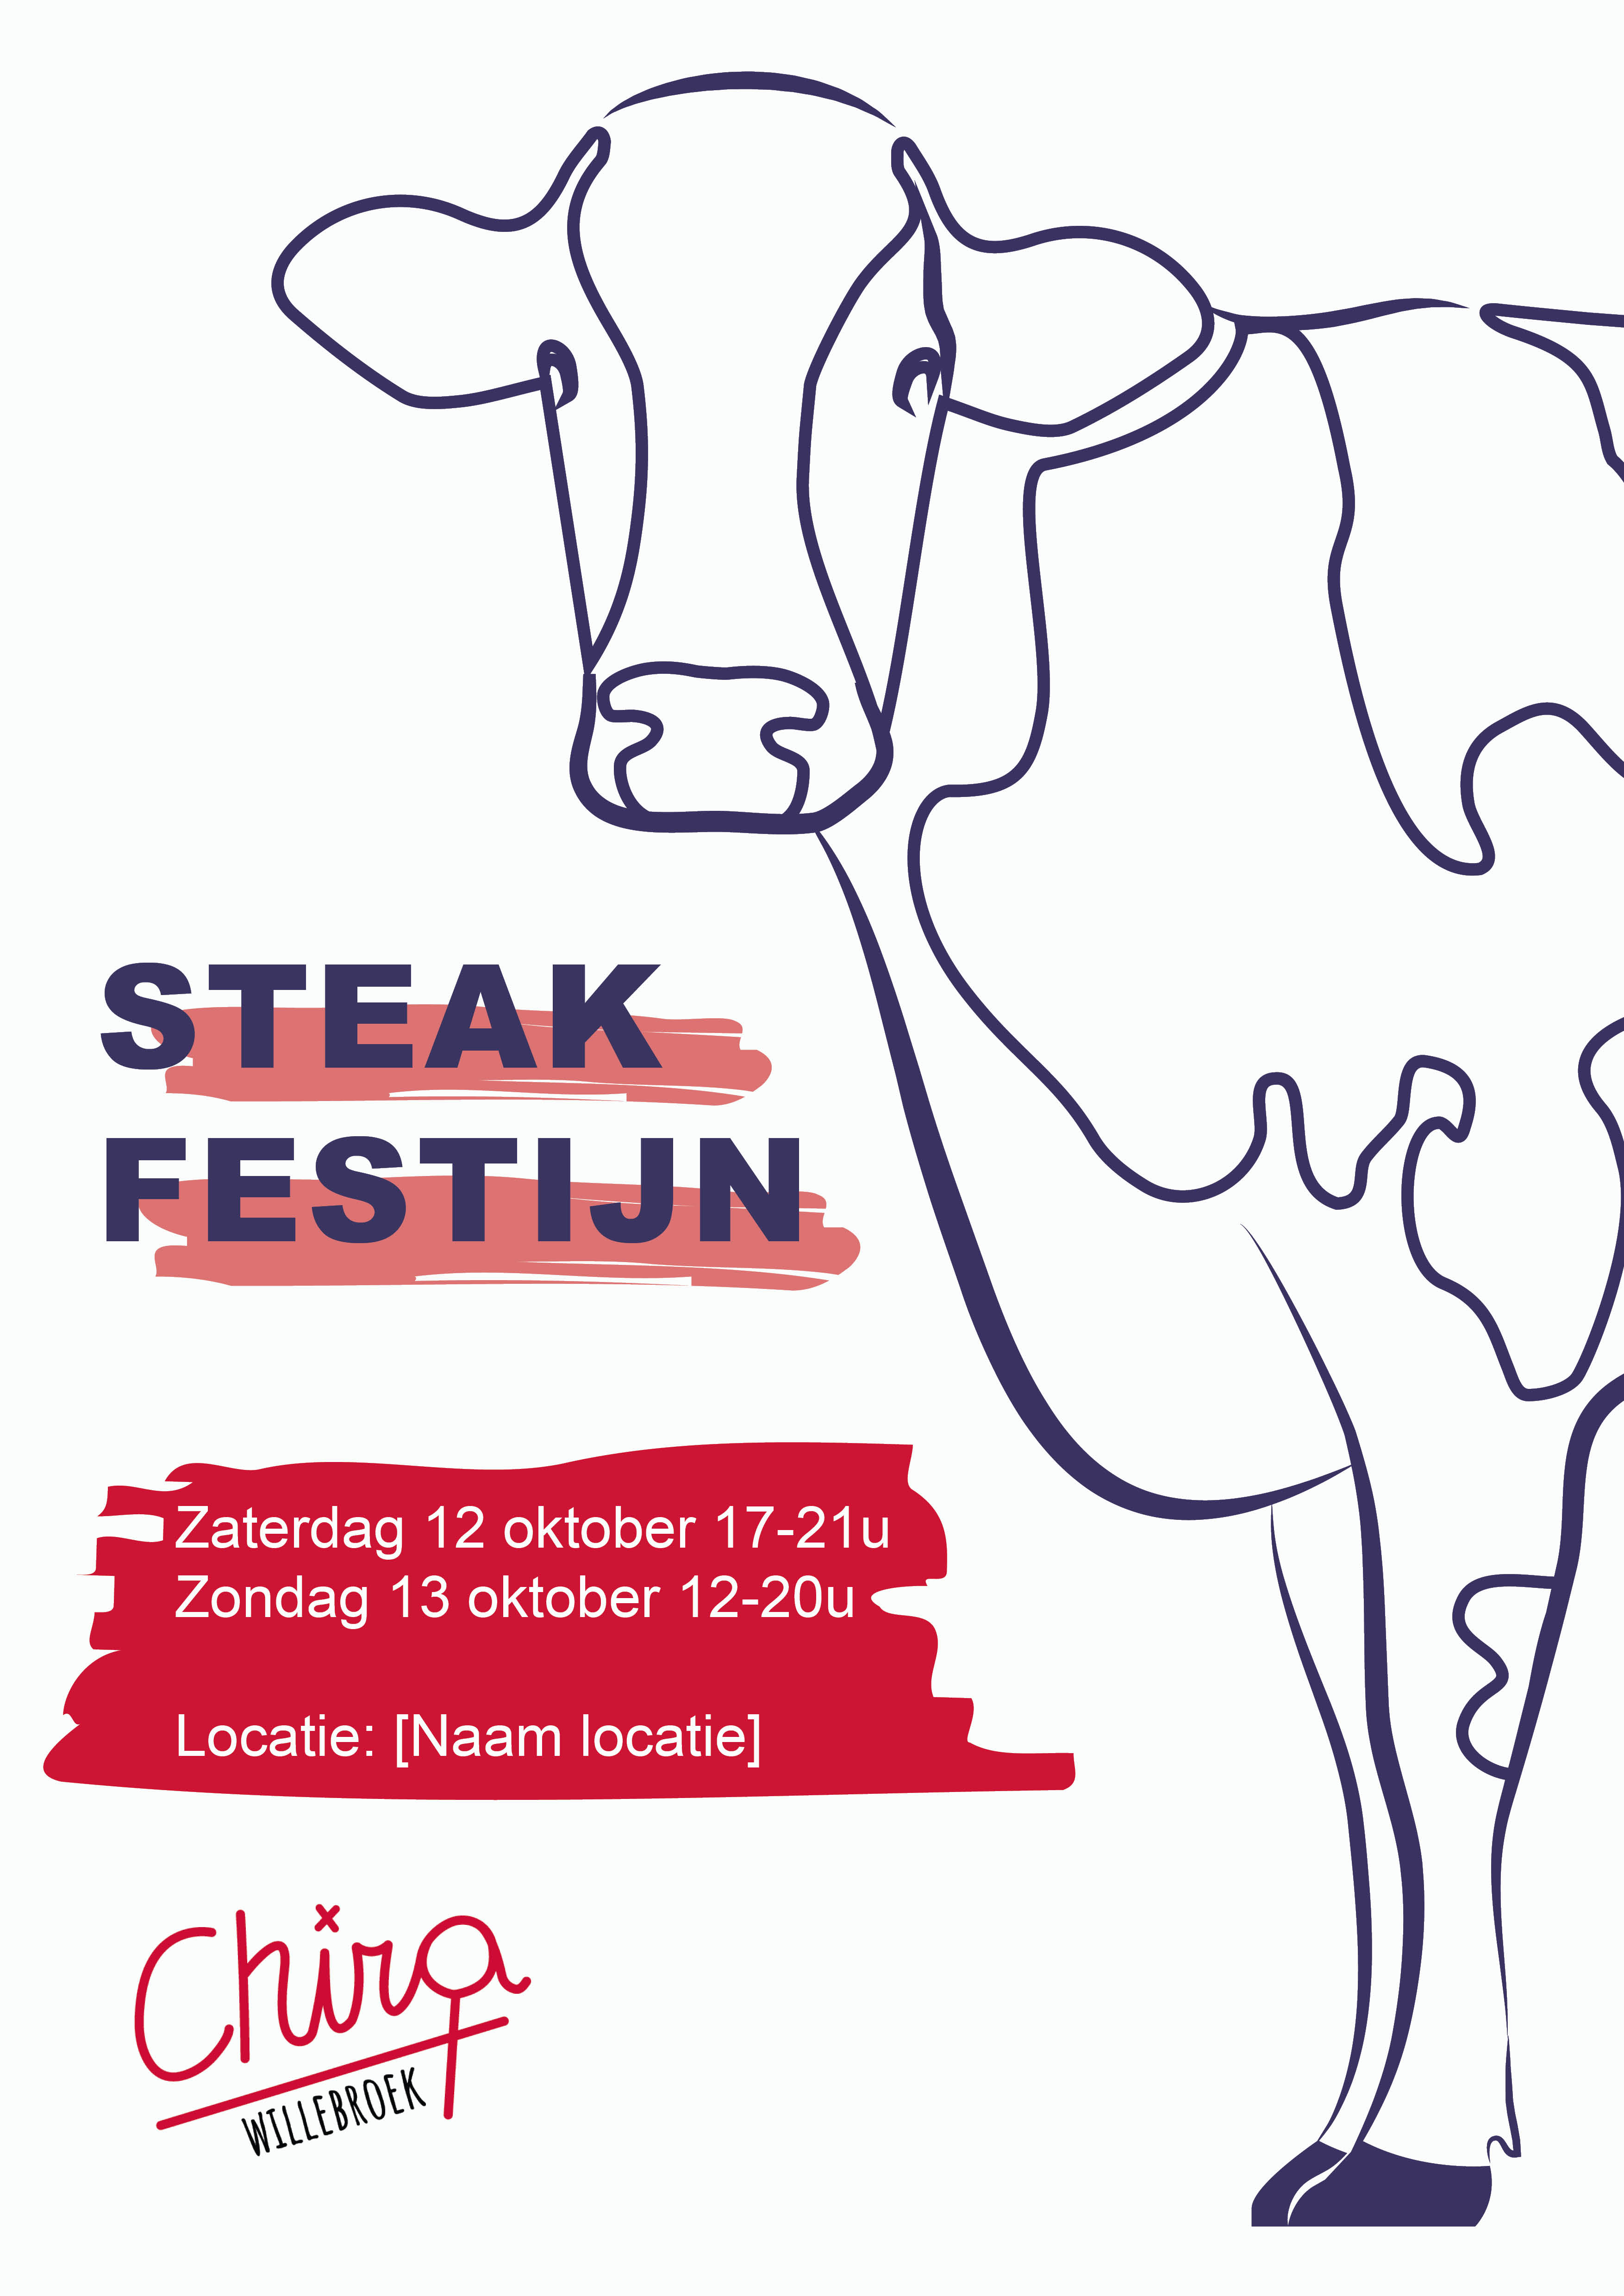 STEAK
FESTIJN
Zaterdag 12 oktober 17-21u
Zondag 13 oktober 12-20u
Locatie: [Naam locatie]
Chiro
WILLEBROEK